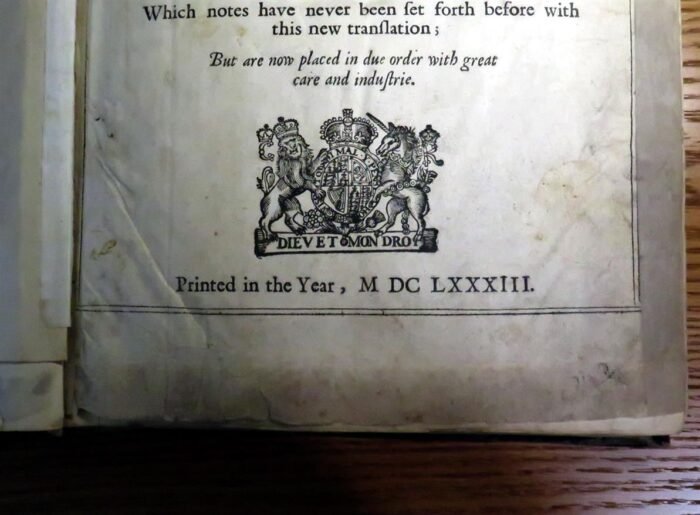 Which notes have never been ſet forth before with
this new tranſlation;
But are now placed in due order with great
care and induſtrie.
DIEV ET MON DROI
Printed in the Year, M DC LXXXIII.